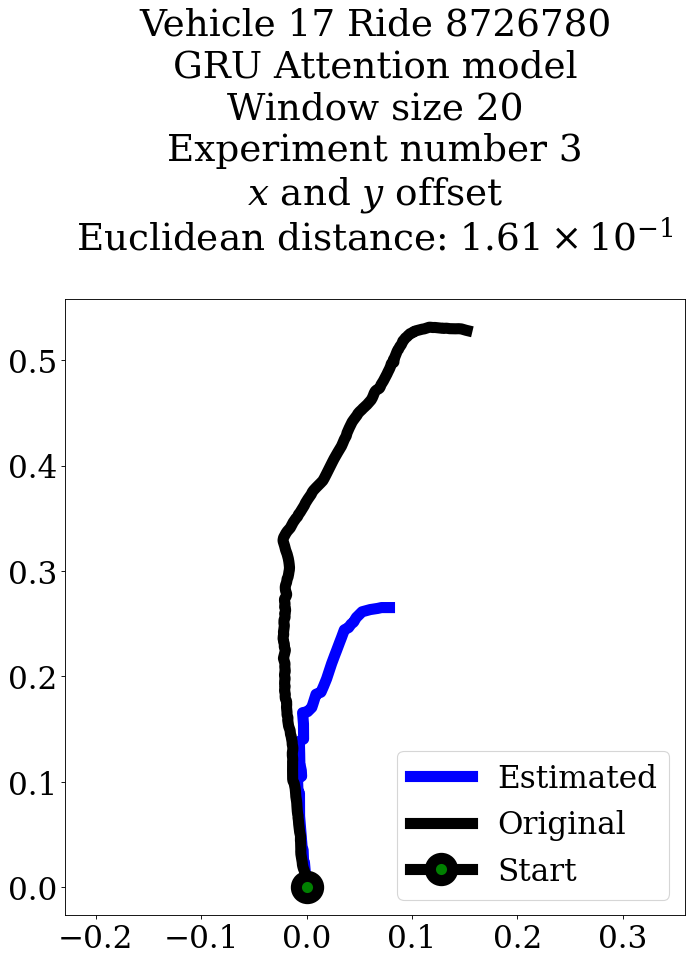 Vehicle 17 Ride 8726780
GRU Attention model
Window size 20
Experiment number 3
x and y offset
Euclidean distance: 1.61 × 10⁻¹
0.5
0.4
0.3
0.2
0.1
0.0
Estimated
Original
Start
−0.2 −0.1 0.0 0.1 0.2 0.3